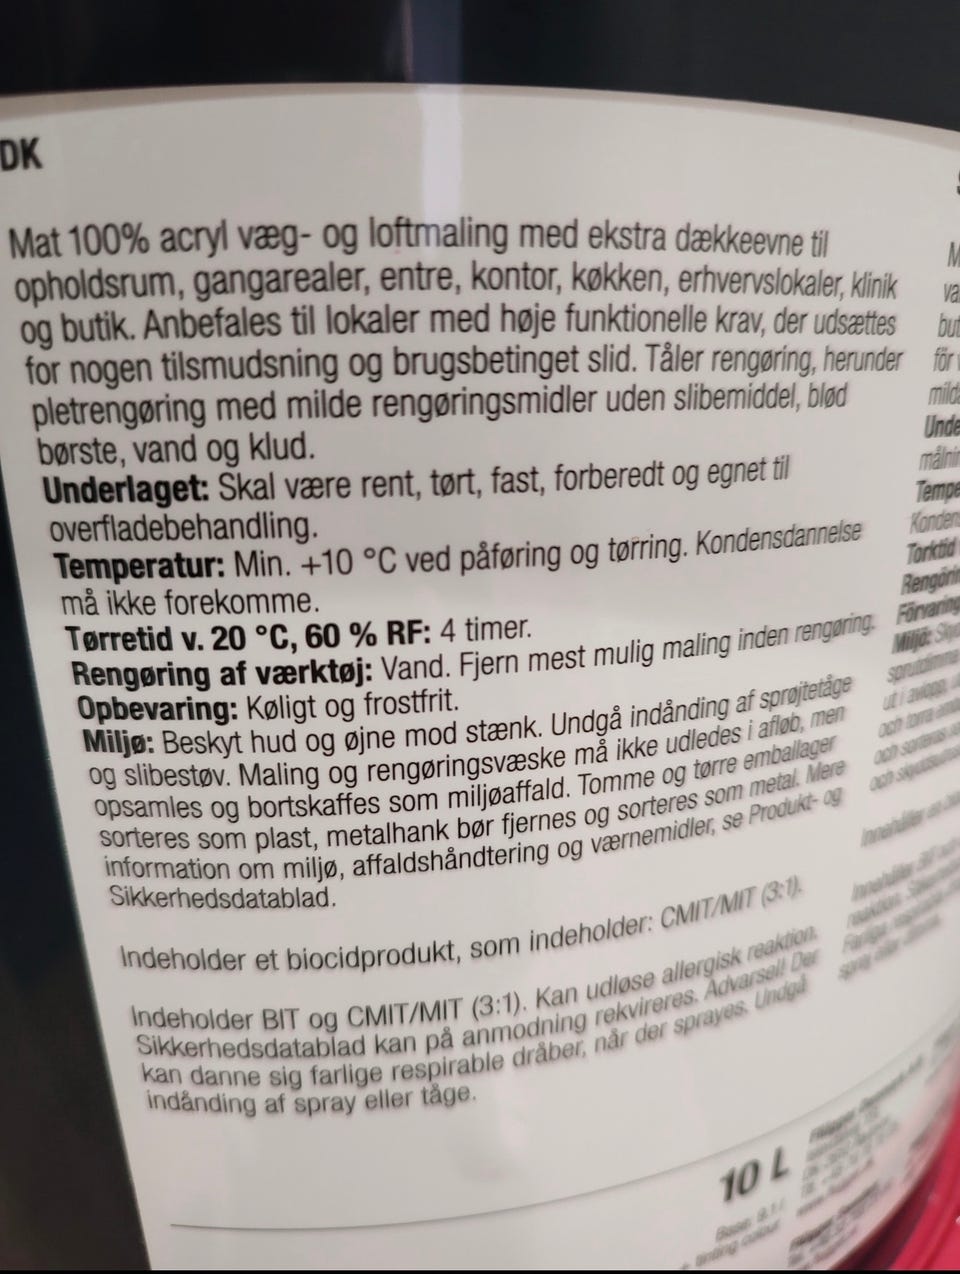 DK
Mat 100% acryl væg- og loftmaling med ekstra dækkeevne til
opholdsrum, gangarealer, entre, kontor, køkken, erhvervslokaler, klinik
og butik. Anbefales til lokaler med høje funktionelle krav, der udsættes
for nogen tilsmudsning og brugsbetinget slid. Tåler rengøring, herunder
pletrengøring med milde rengøringsmidler uden slibemiddel, blød
børste, vand og klud.
Underlaget: Skal være rent, tørt, fast, forberedt og egnet til
overfladebehandling.
Temperatur: Min. +10 °C ved påføring og tørring. Kondensdannelse
må ikke forekomme.
Tørretid v. 20 °C, 60 % RF: 4 timer.
Rengøring af værktøj: Vand. Fjern mest mulig maling inden rengøring.
Opbevaring: Køligt og frostfrit.
Miljø: Beskyt hud og øjne mod stænk. Undgå indånding af sprøjtetåge
og slibestøv. Maling og rengøringsvæske må ikke udledes i afløb, men
opsamles og bortskaffes som miljøaffald. Tomme og tørre emballager
sorteres som plast, metalhank bør fjernes og sorteres som metal. Mere
information om miljø, affaldshåndtering og værnemidler, se Produkt- og
Sikkerhedsdatablad.
Indeholder et biocidprodukt, som indeholder: CMIT/MIT (3:1).
Indeholder BIT og CMIT/MIT (3:1). Kan udløse allergisk reaktion.
Sikkerhedsdatablad kan på anmodning rekvireres. Advarsel! Der
kan danne sig farlige respirable dråber, når der sprayes. Undgå
indånding af spray eller tåge.
10 L
för
Torktid
Miljö: